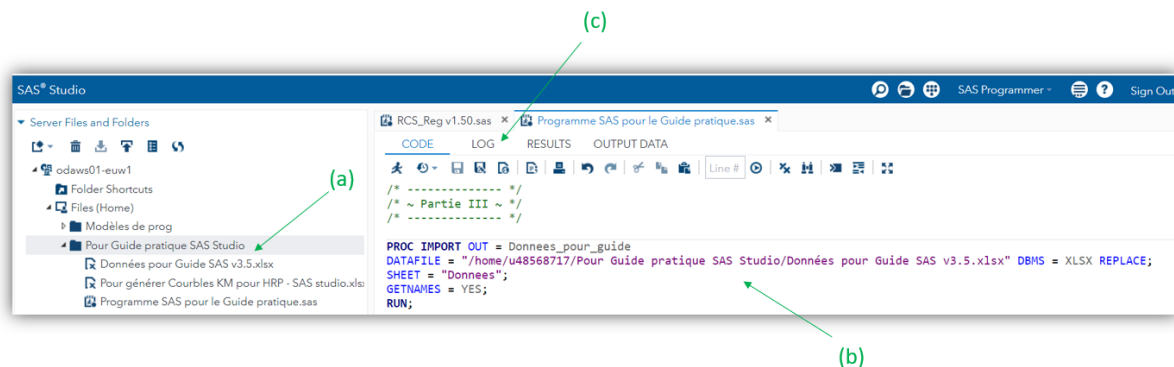 (c)
SAS® Studio
SAS Programmer
Sign Out
Server Files and Folders
odaws01-euw1
Folder Shortcuts
Files (Home)
Modèles de prog
Pour Guide pratique SAS Studio
Données pour Guide SAS v3.5.xlsx
Pour générer Courbles KM pour HRP - SAS studio.xls
Programme SAS pour le Guide pratique.sas
(a)
RCS_Reg v1.50.sas × Programme SAS pour le Guide pratique.sas ×
CODE LOG RESULTS OUTPUT DATA
Line #
/* -------------- */
/* ~ Partie III ~ */
/* -------------- */
PROC IMPORT OUT = Donnees_pour_guide
DATAFILE = "/home/u48568717/Pour Guide pratique SAS Studio/Données pour Guide SAS v3.5.xlsx" DBMS = XLSX REPLACE;
SHEET = "Donnees";
GETNAMES = YES;
RUN;
(b)